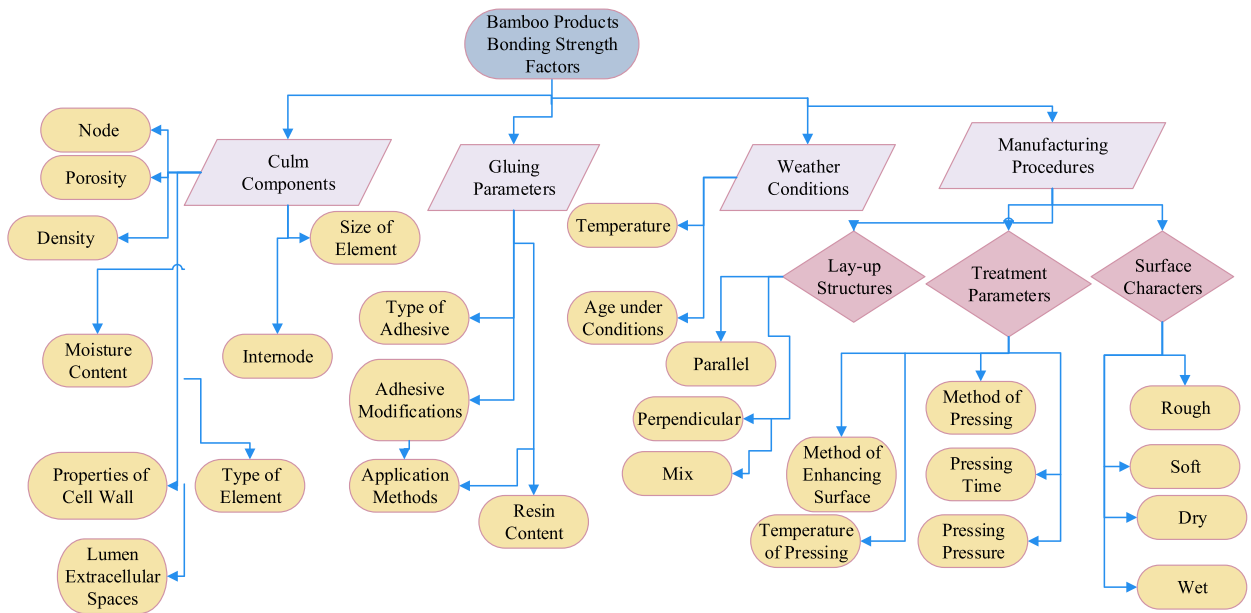 Bamboo Products
Bonding Strength
Factors
Culm
Components
Node
Porosity
Density
Size of
Element
Moisture
Content
Internode
Properties of
Cell Wall
Type of
Element
Lumen
Extracellular
Spaces
Gluing
Parameters
Type of
Adhesive
Adhesive
Modifications
Application
Methods
Resin
Content
Weather
Conditions
Temperature
Age under
Conditions
Manufacturing
Procedures
Lay-up
Structures
Parallel
Perpendicular
Mix
Treatment
Parameters
Method of
Enhancing
Surface
Temperature
of Pressing
Method of
Pressing
Pressing
Time
Pressing
Pressure
Surface
Characters
Rough
Soft
Dry
Wet